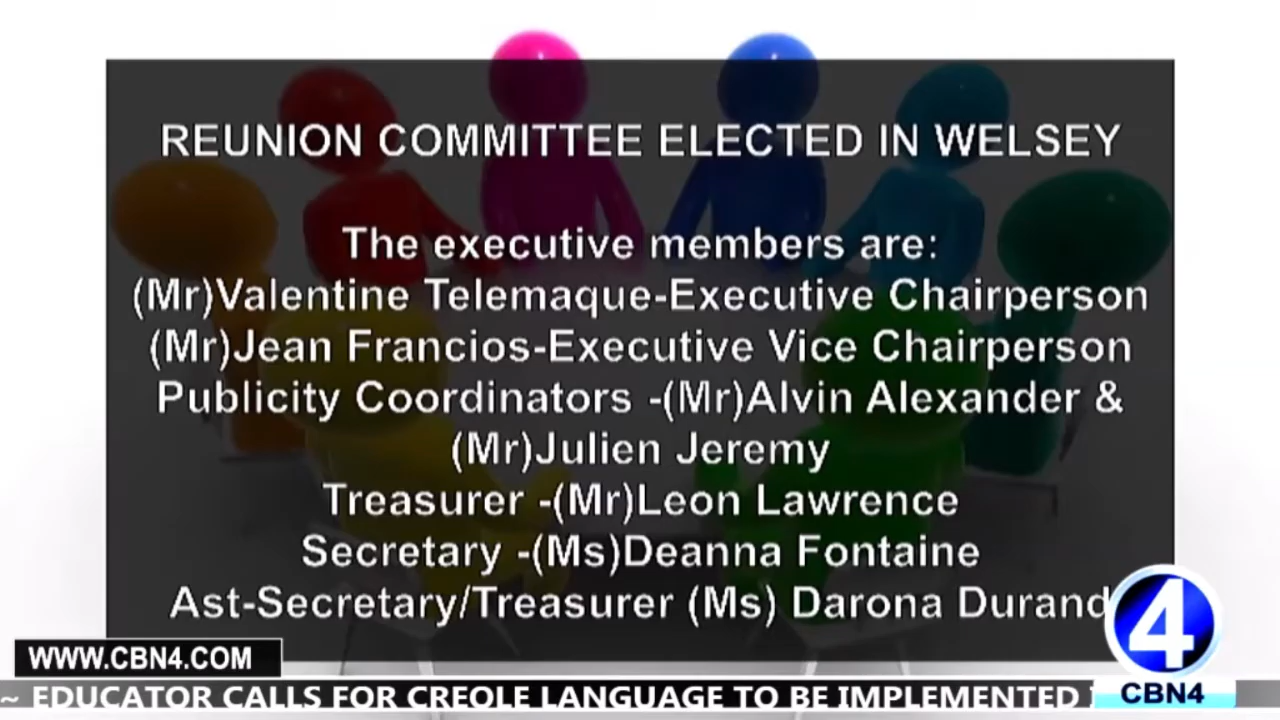 REUNION COMMITTEE ELECTED IN WELSEY
The executive members are:
(Mr)Valentine Telemaque-Executive Chairperson
(Mr)Jean Francios-Executive Vice Chairperson
Publicity Coordinators -(Mr)Alvin Alexander &
(Mr)Julien Jeremy
Treasurer -(Mr)Leon Lawrence
Secretary -(Ms)Deanna Fontaine
Ast-Secretary/Treasurer (Ms) Darona Durand
4
WWW.CBN4.COM
~ EDUCATOR CALLS FOR CREOLE LANGUAGE TO BE IMPLEMENTED
CBN4